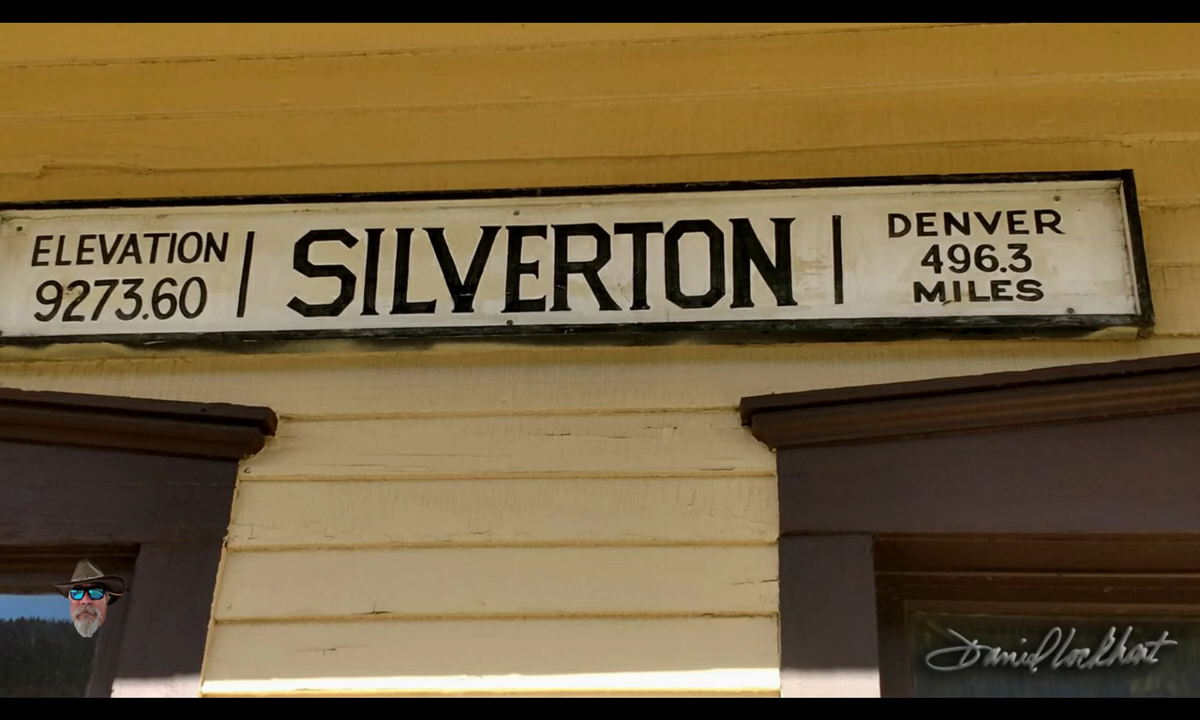 ELEVATION
9273.60
SILVERTON
DENVER
496.3
MILES
Daniel Lockhart